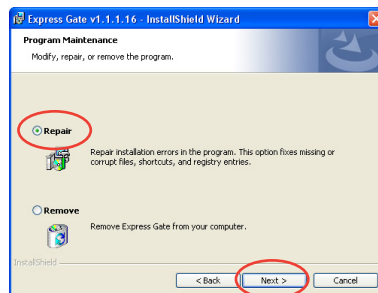 Express Gate v1.1.1.16 - InstallShield Wizard
Program Maintenance
Modify, repair, or remove the program.
Repair
Repair installation errors in the program. This option fixes missing or
corrupt files, shortcuts, and registry entries.
Remove
Remove Express Gate from your computer.
InstallShield
< Back
Next >
Cancel